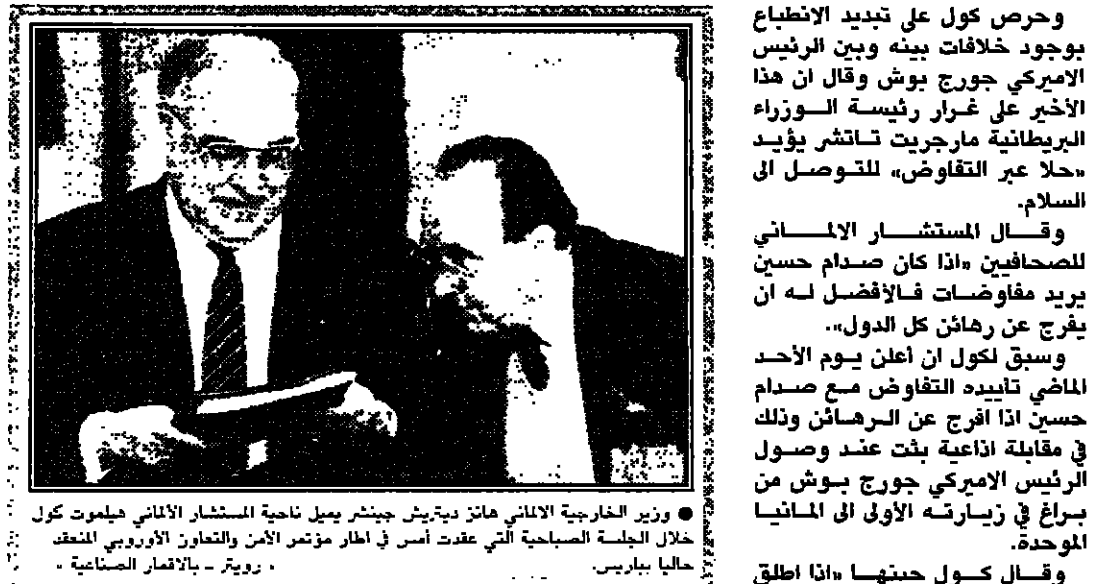 وحرص كول على تبديد الانطباع
بوجود خلافات بينه وبين الرئيس
الاميركي جورج بوش وقال ان هذا
الأخير على غرار رئيسة الوزراء
البريطانية مارجريت تاتشر يؤيد
«حلا عبر التفاوض» للتوصل الى
السلام.
وقال المستشار الالماني
للصحافيين «اذا كان صدام حسين
يريد مفاوضات فالافضل له ان
يفرج عن رهائن كل الدول».
وسبق لكول ان أعلن يوم الأحد
الماضي تأييده التفاوض مع صدام
حسين اذا افرج عن الرهائن وذلك
في مقابلة اذاعية بثت عند وصول
الرئيس الاميركي جورج بوش من
براغ في زيارته الأولى الى المانيا
الموحدة.
وقال كول حينها «اذا اطلق
● وزير الخارجية الالماني هانز ديتريش جينشر يميل ناحية المستشار الألماني هيلموت كول
خلال الجلسة الصباحية التي عقدت أمس في اطار مؤتمر الأمن والتعاون الأوروبي المنعقد
حاليا بباريس. « رويتر - بالاقمار الصناعية »